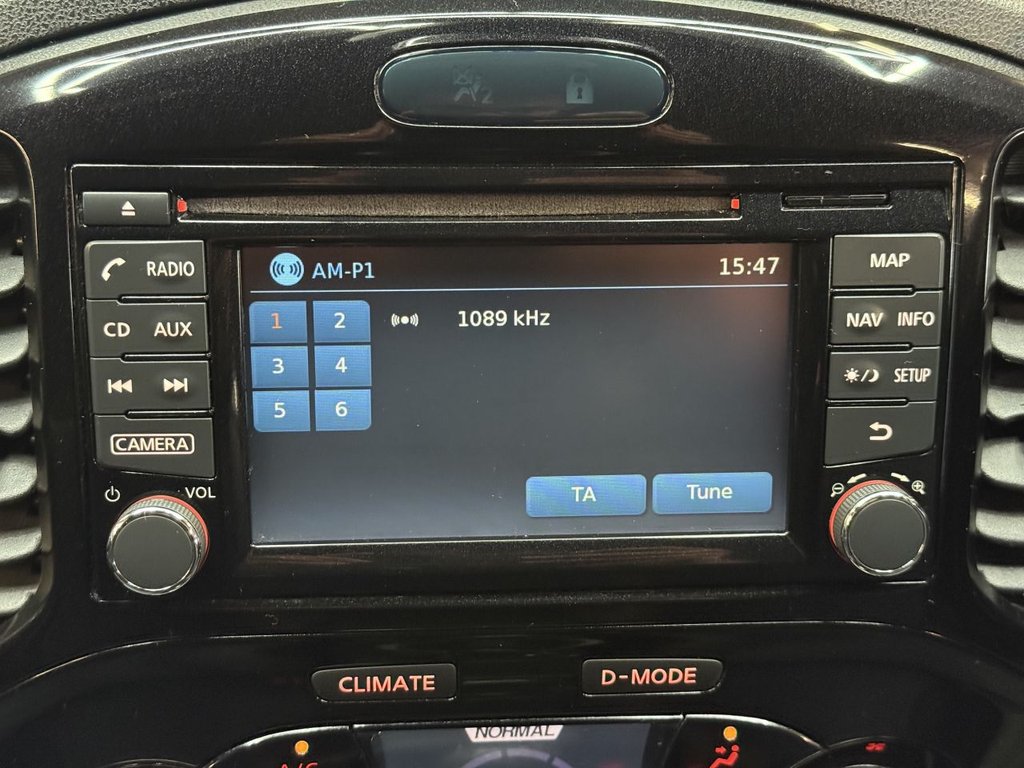 2
RADIO
CD AUX
CAMERA
VOL
AM-P1 15:47
1 2 1089 kHz
3 4
5 6
TA Tune
MAP
NAV INFO
SETUP
CLIMATE D-MODE
NORMAL
A/C